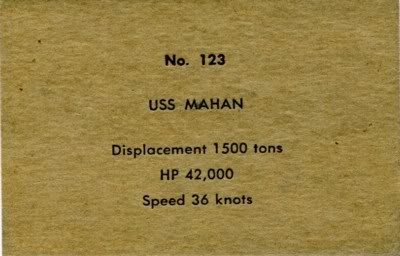 No. 123
USS MAHAN
Displacement 1500 tons
HP 42,000
Speed 36 knots